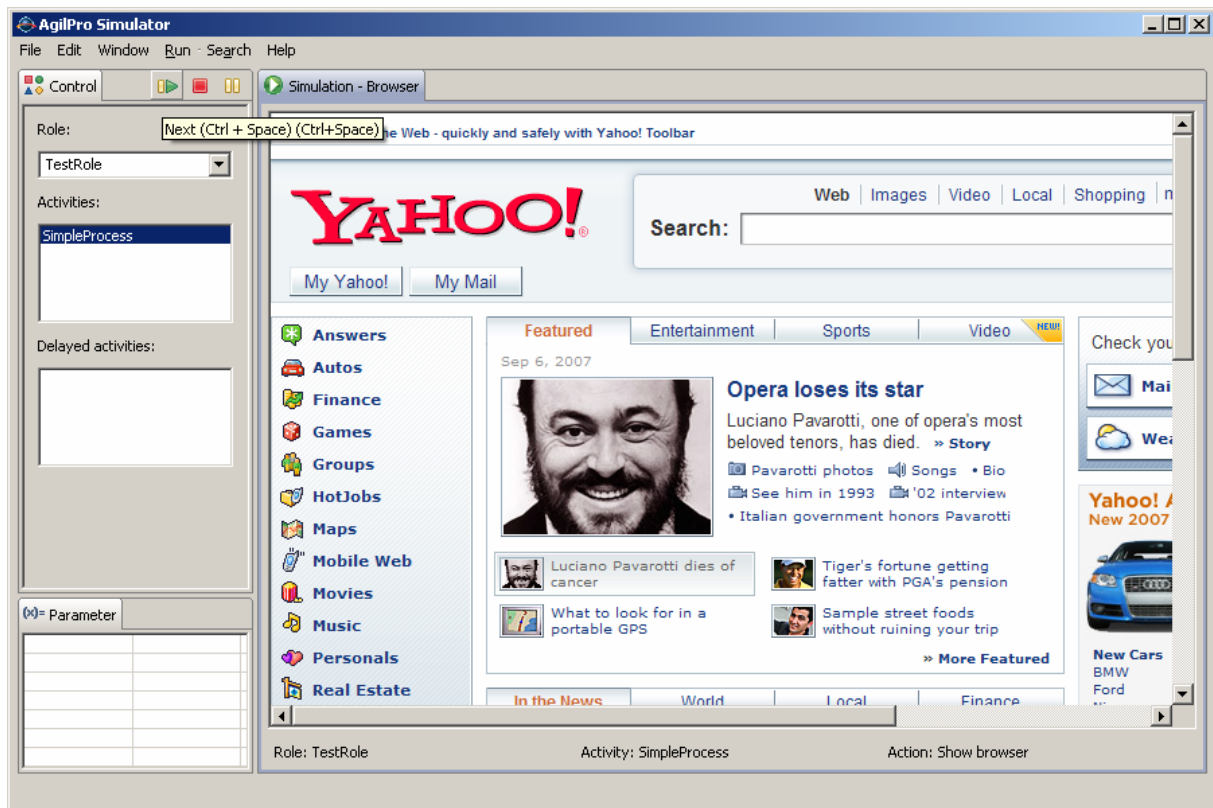 AgilPro Simulator
File Edit Window Run Search Help
Control
Simulation - Browser
Role:
Next (Ctrl + Space) (Ctrl+Space)
he Web - quickly and safely with Yahoo! Toolbar
TestRole
Activities:
SimpleProcess
Delayed activities:
(x)= Parameter
YAHOO!®
Web Images Video Local Shopping
Search:
My Yahoo! My Mail
Answers
Autos
Finance
Games
Groups
HotJobs
Maps
Mobile Web
Movies
Music
Personals
Real Estate
Featured Entertainment Sports Video NEW!
Sep 6, 2007
Opera loses its star
Luciano Pavarotti, one of opera's most
beloved tenors, has died. » Story
Pavarotti photos Songs • Bio
See him in 1993 '02 interview
• Italian government honors Pavarotti
Luciano Pavarotti dies of
cancer
Tiger's fortune getting
fatter with PGA's pension
What to look for in a
portable GPS
Sample street foods
without ruining your trip
» More Featured
In the News World Local Finance
Check you
Mai
Wea
Yahoo! A
New 2007
New Cars
BMW
Ford
Role: TestRole Activity: SimpleProcess Action: Show browser